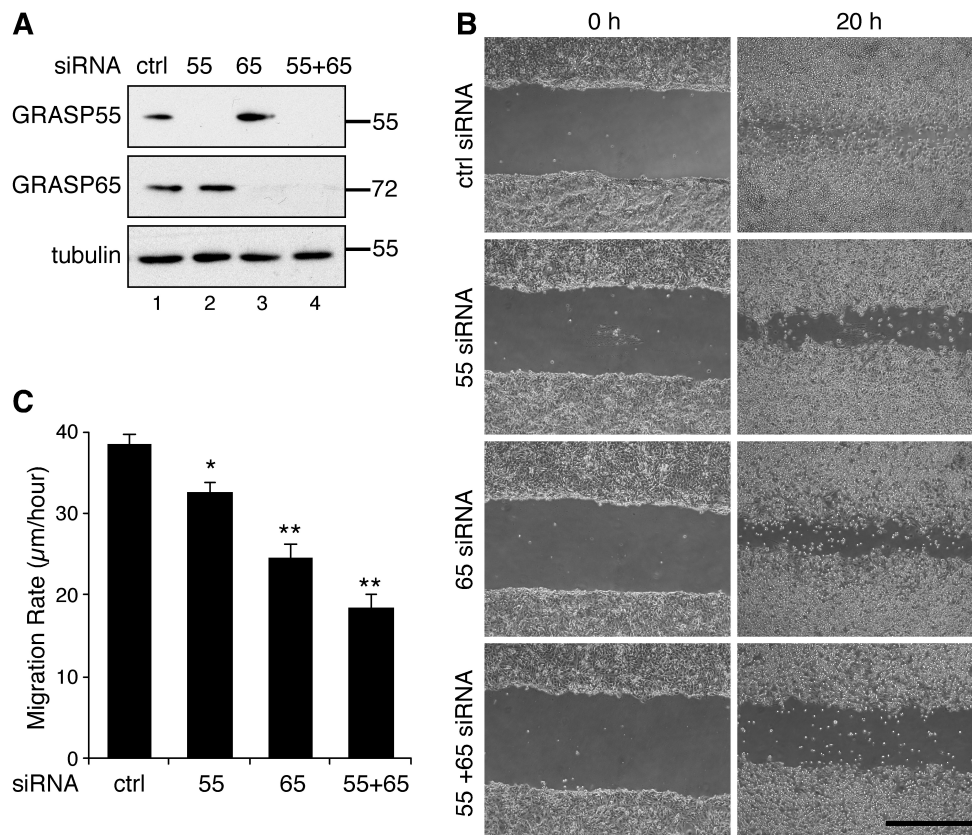 A
siRNA ctrl 55 65 55+65
GRASP55
55
GRASP65
72
tubulin
55
1 2 3 4
B
0 h 20 h
ctrl siRNA
55 siRNA
65 siRNA
55 +65 siRNA
C
Migration Rate (µm/hour)
40
30
20
10
0
* ** **
siRNA ctrl 55 65 55+65